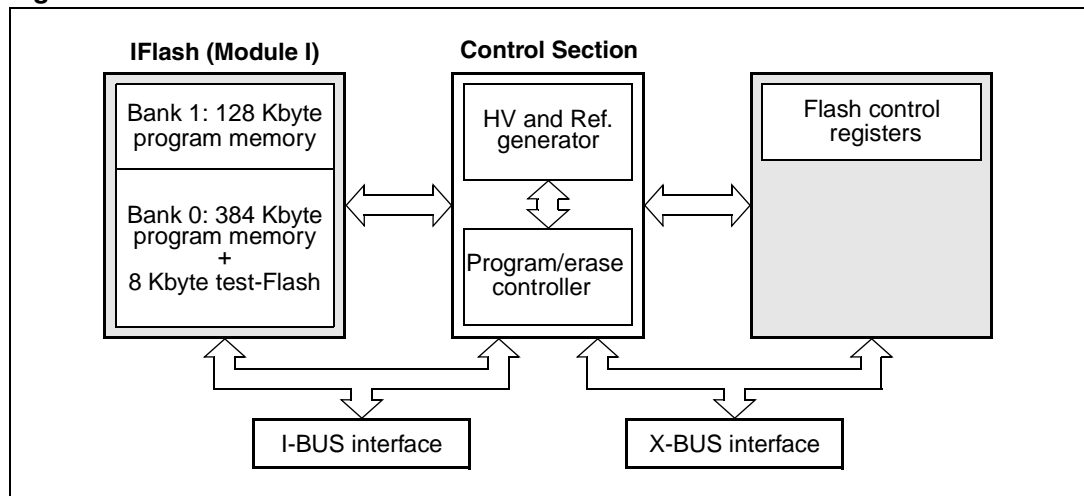 IFlash (Module I)
Bank 1: 128 Kbyte
program memory
Bank 0: 384 Kbyte
program memory
+
8 Kbyte test-Flash
Control Section
HV and Ref.
generator
Program/erase
controller
Flash control
registers
I-BUS interface
X-BUS interface